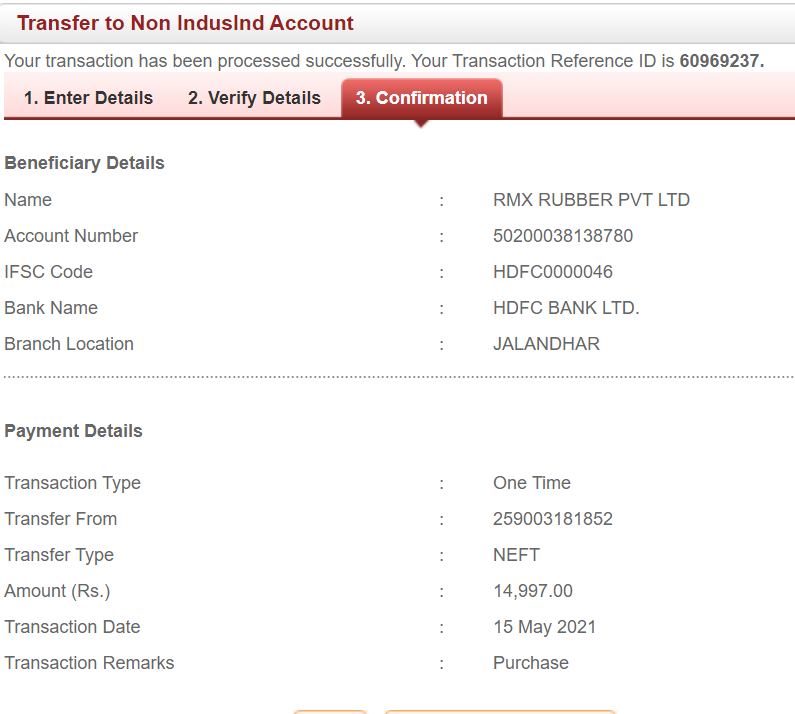 Transfer to Non IndusInd Account
Your transaction has been processed successfully. Your Transaction Reference ID is 60969237.
1. Enter Details 2. Verify Details 3. Confirmation
Beneficiary Details
Name : RMX RUBBER PVT LTD
Account Number : 50200038138780
IFSC Code : HDFC0000046
Bank Name : HDFC BANK LTD.
Branch Location : JALANDHAR
Payment Details
Transaction Type : One Time
Transfer From : 259003181852
Transfer Type : NEFT
Amount (Rs.) : 14,997.00
Transaction Date : 15 May 2021
Transaction Remarks : Purchase